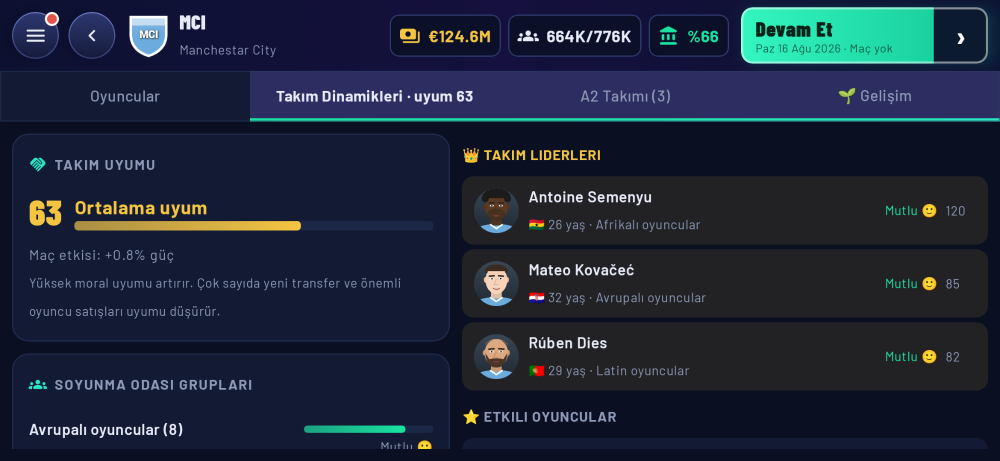 MCI
MCI
Manchestar City
€124.6M
664K/776K
%66
Devam Et
Paz 16 Ağu 2026 · Maç yok
Oyuncular
Takım Dinamikleri · uyum 63
A2 Takımı (3)
Gelişim
TAKIM UYUMU
63
Ortalama uyum
Maç etkisi: +0.8% güç
Yüksek moral uyumu artırır. Çok sayıda yeni transfer ve önemli
oyuncu satışları uyumu düşürür.
SOYUNMA ODASI GRUPLARI
Avrupalı oyuncular (8)
Mutlu
TAKIM LIDERLERI
Antoine Semenyu
26 yaş · Afrikalı oyuncular
Mutlu 120
Mateo Kovačeć
32 yaş · Avrupalı oyuncular
Mutlu 85
Rúben Dies
29 yaş · Latin oyuncular
Mutlu 82
ETKILI OYUNCULAR